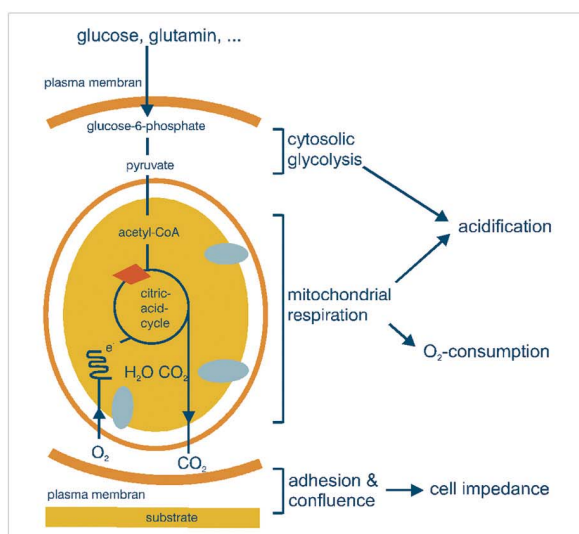 glucose, glutamin, ...
plasma membran
glucose-6-phosphate
cytosolic
glycolysis
pyruvate
acidification
acetyl-CoA
citric-
acid-
cycle
mitochondrial
respiration
e-
H₂O CO₂
O₂-consumption
O₂
CO₂
adhesion &
confluence
cell impedance
plasma membran
substrate